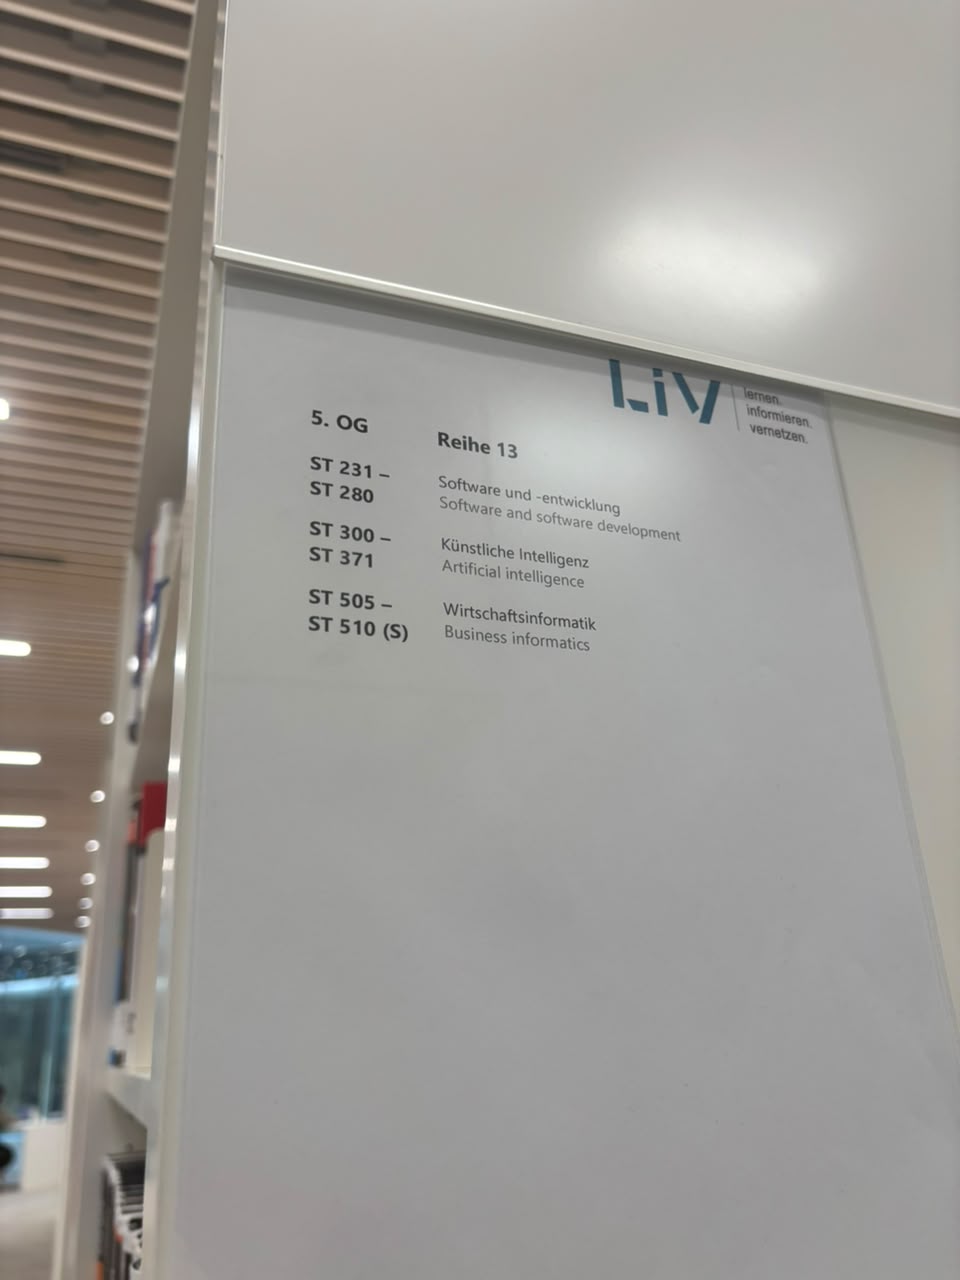 LiV
lernen.
informieren.
vernetzen.
5. OG Reihe 13
ST 231 – Software und -entwicklung
ST 280 Software and software development
ST 300 – Künstliche Intelligenz
ST 371 Artificial intelligence
ST 505 – Wirtschaftsinformatik
ST 510 (S) Business informatics